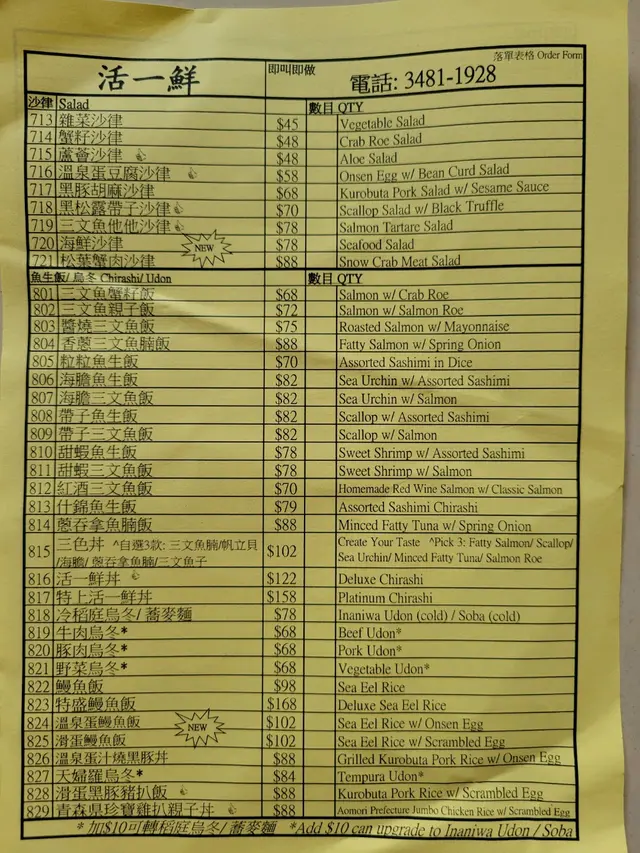 落單表格 Order Form
活一鮮 即叫即做 電話: 3481-1928
沙律 Salad 數目 QTY
713 雜菜沙律 $45 Vegetable Salad
714 蟹籽沙律 $48 Crab Roe Salad
715 蘆薈沙律 $48 Aloe Salad
716 溫泉蛋豆腐沙律 $58 Onsen Egg w/ Bean Curd Salad
717 黑豚胡麻沙律 $68 Kurobuta Pork Salad w/ Sesame Sauce
718 黑松露帶子沙律 $70 Scallop Salad w/ Black Truffle
719 三文魚他他沙律 $78 Salmon Tartare Salad
720 海鮮沙律 NEW $78 Seafood Salad
721 松葉蟹肉沙律 $88 Snow Crab Meat Salad
魚生飯/ 烏冬 Chirashi/ Udon 數目 QTY
801 三文魚蟹籽飯 $68 Salmon w/ Crab Roe
802 三文魚親子飯 $72 Salmon w/ Salmon Roe
803 醬燒三文魚飯 $75 Roasted Salmon w/ Mayonnaise
804 香蔥三文魚腩飯 $88 Fatty Salmon w/ Spring Onion
805 粒粒魚生飯 $70 Assorted Sashimi in Dice
806 海膽魚生飯 $82 Sea Urchin w/ Assorted Sashimi
807 海膽三文魚飯 $82 Sea Urchin w/ Salmon
808 帶子魚生飯 $82 Scallop w/ Assorted Sashimi
809 帶子三文魚飯 $82 Scallop w/ Salmon
810 甜蝦魚生飯 $78 Sweet Shrimp w/ Assorted Sashimi
811 甜蝦三文魚飯 $78 Sweet Shrimp w/ Salmon
812 紅酒三文魚飯 $70 Homemade Red Wine Salmon w/ Classic Salmon
813 什錦魚生飯 $79 Assorted Sashimi Chirashi
814 蓉吞拿魚腩飯 $88 Minced Fatty Tuna w/ Spring Onion
815 三色丼 ^自選3款: 三文魚腩/帆立貝 $102 Create Your Taste ^Pick 3: Fatty Salmon/ Scallop/
/海膽/ 蓉吞拿魚腩/三文魚子 Sea Urchin/ Minced Fatty Tuna/ Salmon Roe
816 活一鮮丼 $122 Deluxe Chirashi
817 特上活一鮮丼 $158 Platinum Chirashi
818 冷稻庭烏冬/ 蕎麥麵 $78 Inaniwa Udon (cold) / Soba (cold)
819 牛肉烏冬* $68 Beef Udon*
820 豚肉烏冬* $68 Pork Udon*
821 野菜烏冬* $68 Vegetable Udon*
822 鰻魚飯 $98 Sea Eel Rice
823 特盛鰻魚飯 $168 Deluxe Sea Eel Rice
824 溫泉蛋鰻魚飯 NEW $102 Sea Eel Rice w/ Onsen Egg
825 滑蛋鰻魚飯 $102 Sea Eel Rice w/ Scrambled Egg
826 溫泉蛋汁燒黑豚丼 $88 Grilled Kurobuta Pork Rice w/ Onsen Egg
827 天婦羅烏冬* $84 Tempura Udon*
828 滑蛋黑豚豬扒飯 $88 Kurobuta Pork Rice w/ Scrambled Egg
829 青森県珍寶雞扒親子丼 $88 Aomori Prefecture Jumbo Chicken Rice w/ Scrambled Egg
* 加$10可轉稻庭烏冬/ 蕎麥麵 *Add $10 can upgrade to Inaniwa Udon / Soba